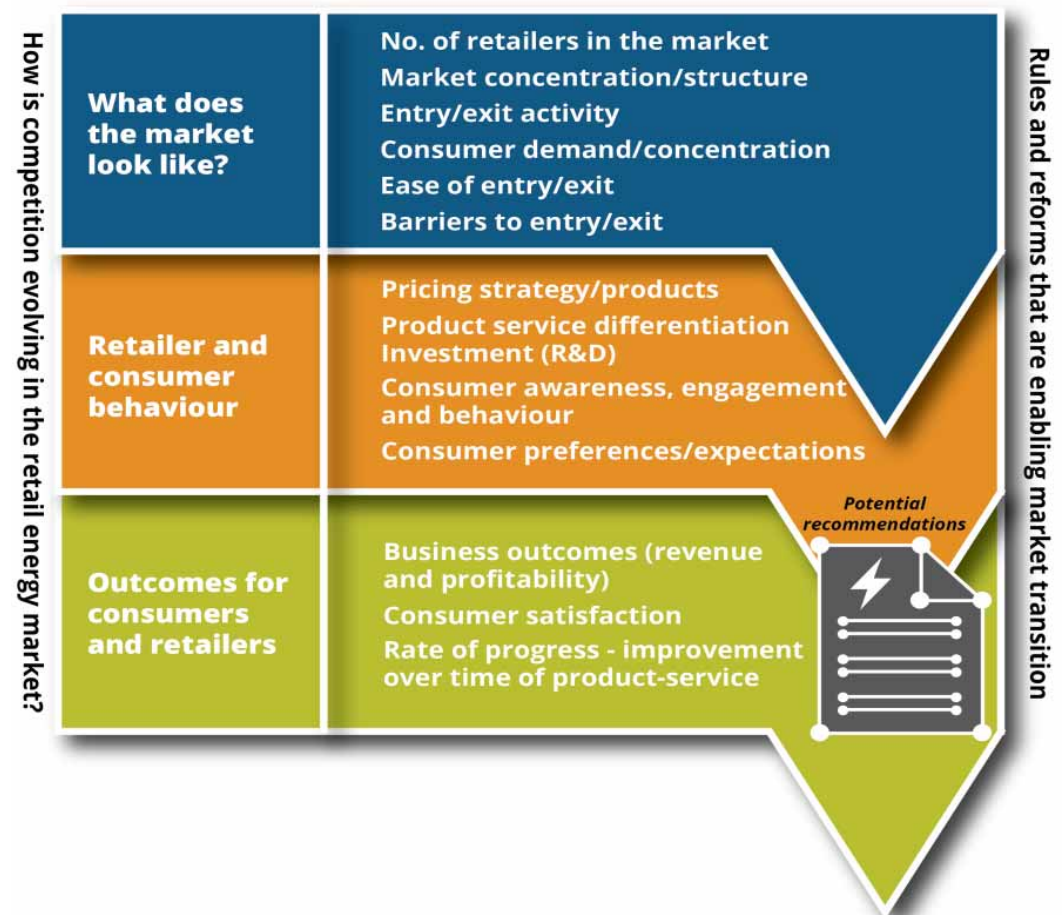 How is competition evolving in the retail energy market?
What does
the market
look like?
No. of retailers in the market
Market concentration/structure
Entry/exit activity
Consumer demand/concentration
Ease of entry/exit
Barriers to entry/exit
Retailer and
consumer
behaviour
Pricing strategy/products
Product service differentiation
Investment (R&D)
Consumer awareness, engagement
and behaviour
Consumer preferences/expectations
Outcomes for
consumers
and retailers
Business outcomes (revenue
and profitability)
Consumer satisfaction
Rate of progress - improvement
over time of product-service
Potential
recommendations
Rules and reforms that are enabling market transition